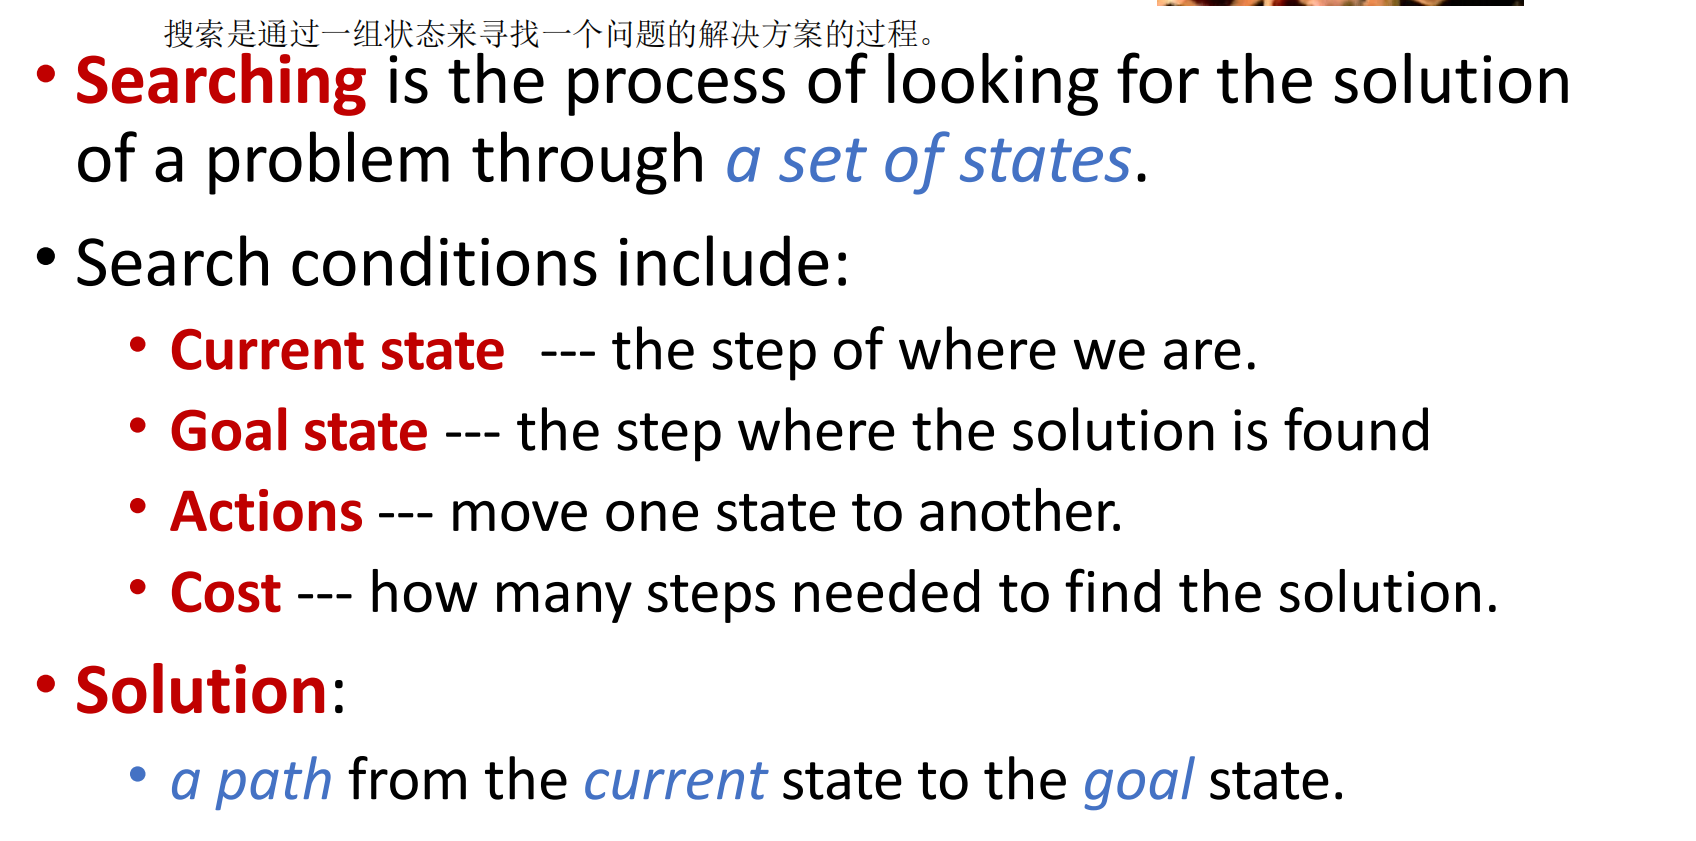 搜索是通过一组状态来寻找一个问题的解决方案的过程。
• Searching is the process of looking for the solution
of a problem through a set of states.
• Search conditions include:
• Current state --- the step of where we are.
• Goal state --- the step where the solution is found
• Actions --- move one state to another.
• Cost --- how many steps needed to find the solution.
• Solution:
• a path from the current state to the goal state.